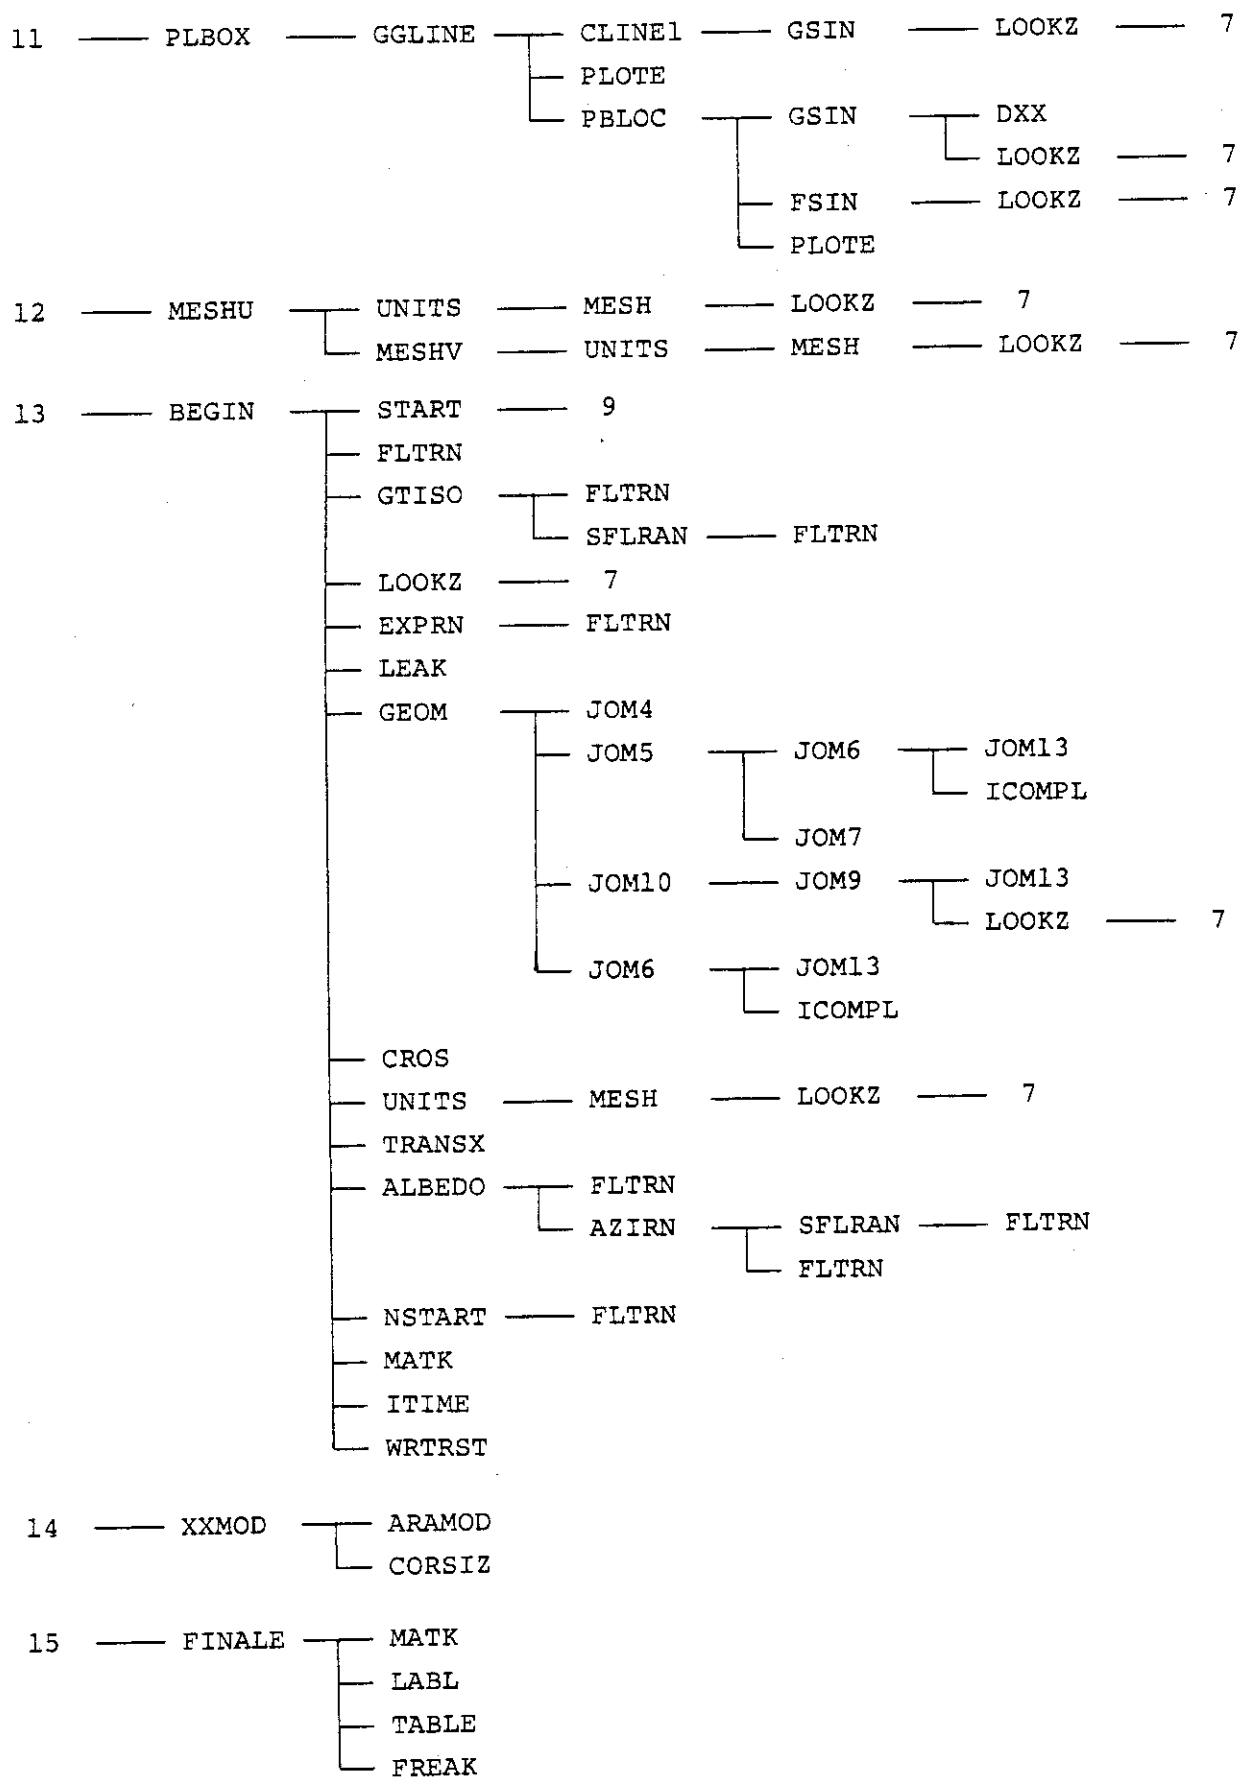 11 PLBOX GGLINE CLINE1 GSIN LOOKZ 7
PLOTE
PBLOC GSIN DXX
LOOKZ 7
FSIN LOOKZ 7
PLOTE
12 MESHU UNITS MESH LOOKZ 7
MESHV UNITS MESH LOOKZ 7
13 BEGIN START 9
FLTRN
GTISO FLTRN
SFLRAN FLTRN
LOOKZ 7
EXPRN FLTRN
LEAK
GEOM JOM4
JOM5 JOM6 JOM13
ICOMPL
JOM7
JOM10 JOM9 JOM13
LOOKZ 7
JOM6 JOM13
ICOMPL
CROS
UNITS MESH LOOKZ 7
TRANSX
ALBEDO FLTRN
AZIRN SFLRAN FLTRN
FLTRN
NSTART FLTRN
MATK
ITIME
WRTRST
14 XXMOD ARAMOD
CORSIZ
15 FINALE MATK
LABL
TABLE
FREAK